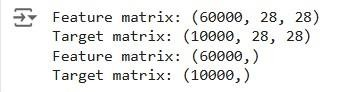 Feature matrix: (60000, 28, 28)
Target matrix: (10000, 28, 28)
Feature matrix: (60000,)
Target matrix: (10000,)